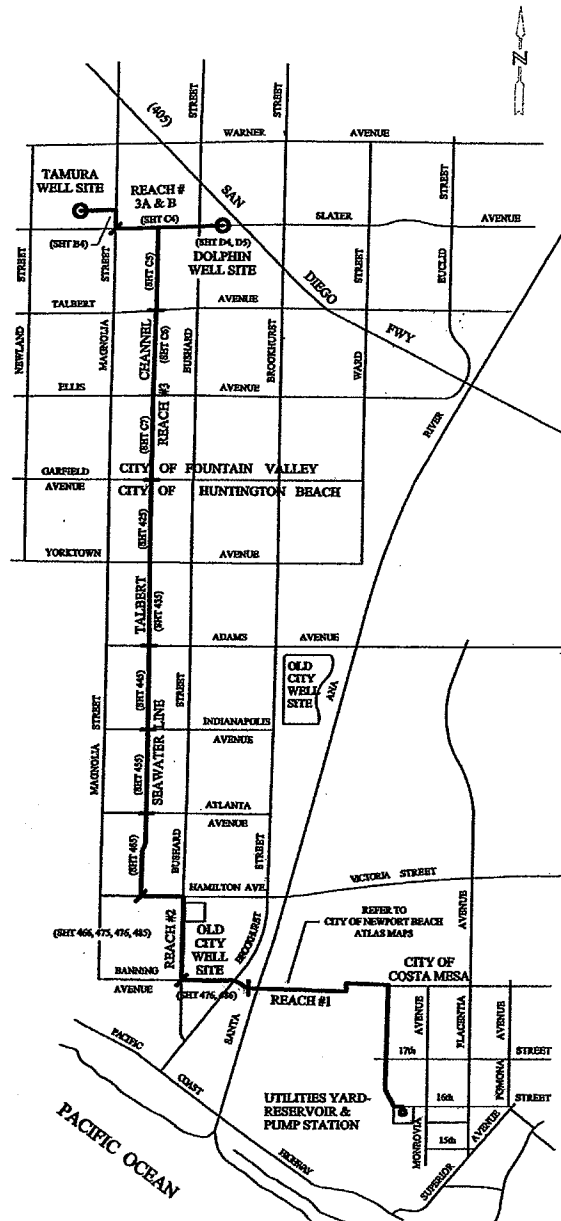 N
(405)
STREET
STREET
WARNER AVENUE
TAMURA
WELL SITE
REACH #
3A & B
(SHT C4)
SAN
STREET
(SHT B4)
SLATER AVENUE
(SHT D4, D5)
DOLPHIN
WELL SITE
STREET
STREET
(SHT C5)
STREET
EUCLID
DIEGO
TALBERT AVENUE
FWY
NEWLAND
MAGNOLIA
CHANNEL
(SHT C6)
BUSHARD
BROOKHURST
WARD
ELLIS AVENUE
REACH #3
(SHT C7)
RIVER
GARFIELD
AVENUE
CITY OF FOUNTAIN VALLEY
CITY OF HUNTINGTON BEACH
(SHT 425)
YORKTOWN AVENUE
TALBERT
(SHT 435)
ADAMS AVENUE
OLD
CITY
WELL
SITE
ANA
STREET
STREET
(SHT 445)
SEAWATER LINE
INDIANAPOLIS
AVENUE
MAGNOLIA
(SHT 455)
ATLANTA
AVENUE
STREET
(SHT 465)
BUSHARD
HAMILTON AVE.
VICTORIA STREET
REFER TO
CITY OF NEWPORT BEACH
ATLAS MAPS
AVENUE
(SHT 466, 475, 476, 485)
REACH #2
OLD
CITY
WELL
SITE
BROOKHURST
CITY OF
COSTA MESA
BANNING
AVENUE
(SHT 476, 486)
REACH #1
SANTA
AVENUE
PLACENTIA
AVENUE
PACIFIC
COAST
HIGHWAY
17th STREET
POMONA
UTILITIES YARD-
RESERVOIR &
PUMP STATION
16th STREET
15th
MONROVIA
SUPERIOR AVENUE
PACIFIC OCEAN